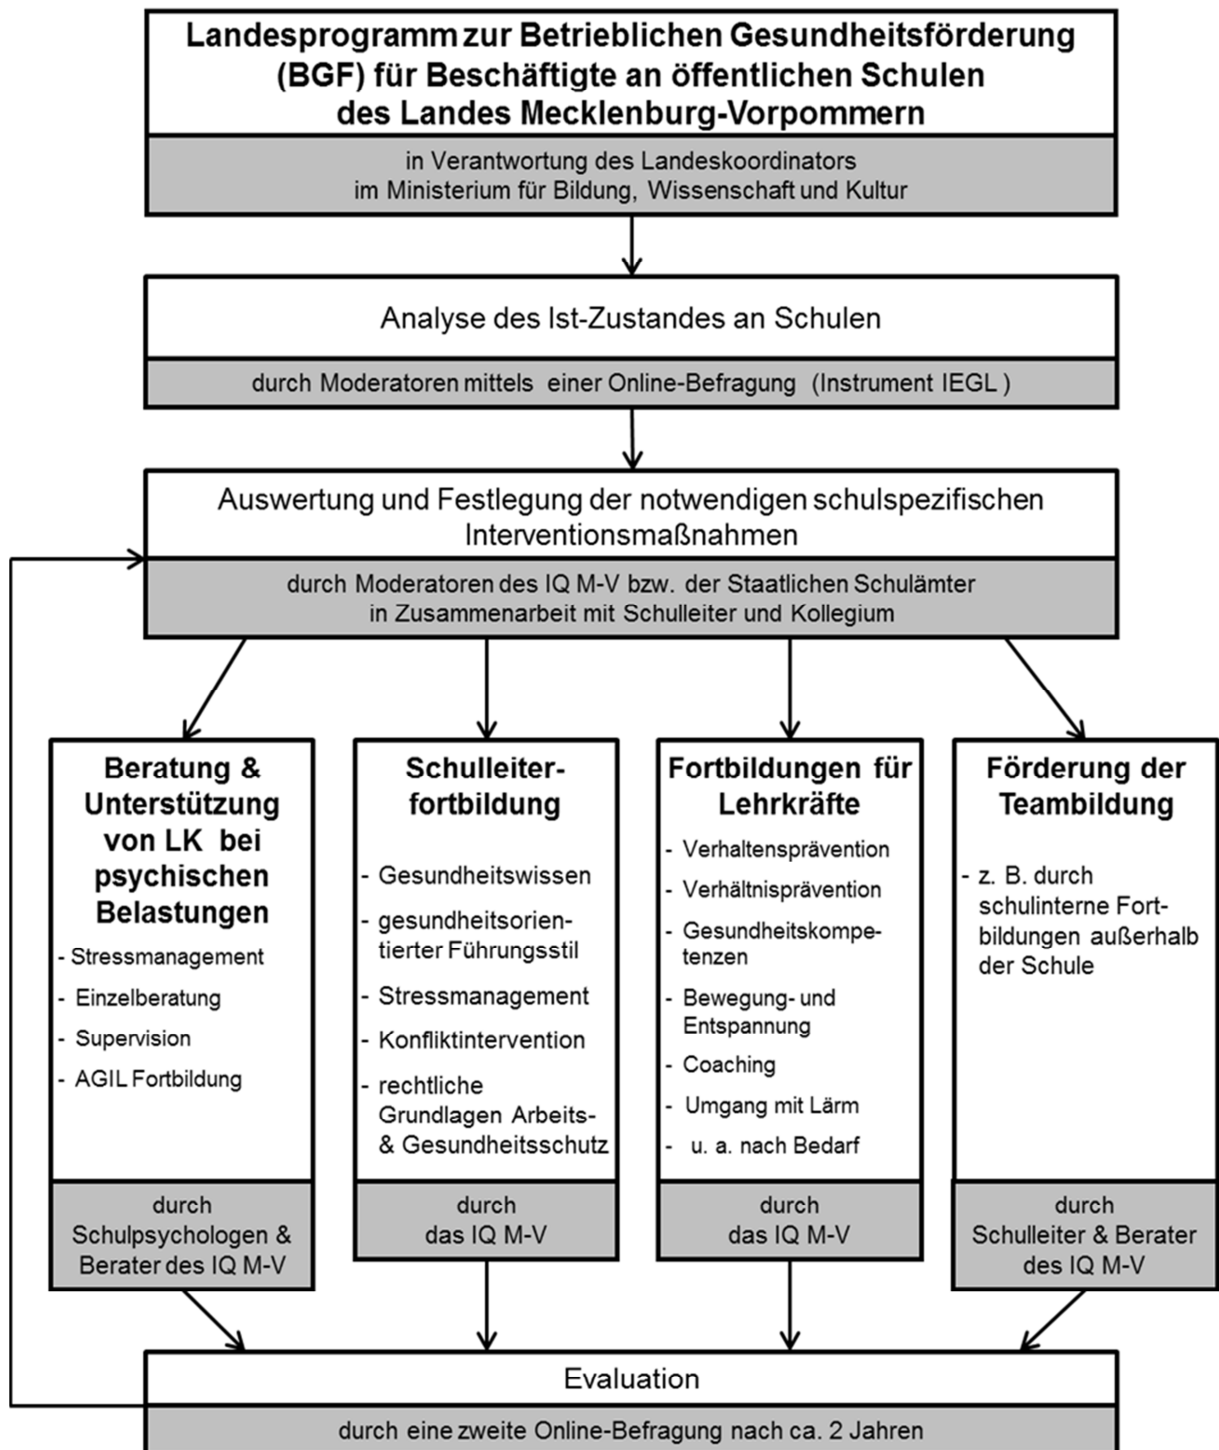 Landesprogramm zur Betrieblichen Gesundheitsförderung
(BGF) für Beschäftigte an öffentlichen Schulen
des Landes Mecklenburg-Vorpommern
in Verantwortung des Landeskoordinators
im Ministerium für Bildung, Wissenschaft und Kultur
Analyse des Ist-Zustandes an Schulen
durch Moderatoren mittels einer Online-Befragung (Instrument IEGL )
Auswertung und Festlegung der notwendigen schulspezifischen
Interventionsmaßnahmen
durch Moderatoren des IQ M-V bzw. der Staatlichen Schulämter
in Zusammenarbeit mit Schulleiter und Kollegium
Beratung &
Unterstützung
von LK bei
psychischen
Belastungen
- Stressmanagement
- Einzelberatung
- Supervision
- AGIL Fortbildung
durch
Schulpsychologen &
Berater des IQ M-V
Schulleiter-
fortbildung
- Gesundheitswissen
- gesundheitsorien-
tierter Führungsstil
- Stressmanagement
- Konfliktintervention
- rechtliche
Grundlagen Arbeits-
& Gesundheitsschutz
durch
das IQ M-V
Fortbildungen für
Lehrkräfte
- Verhaltensprävention
- Verhältnisprävention
- Gesundheitskompe-
tenzen
- Bewegung- und
Entspannung
- Coaching
- Umgang mit Lärm
- u. a. nach Bedarf
durch
das IQ M-V
Förderung der
Teambildung
- z. B. durch
schulinterne Fort-
bildungen außerhalb
der Schule
durch
Schulleiter & Berater
des IQ M-V
Evaluation
durch eine zweite Online-Befragung nach ca. 2 Jahren